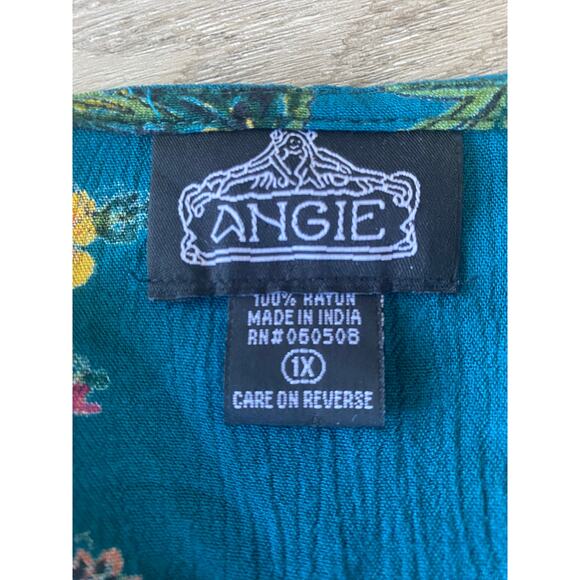 ANGIE
100% RAYON
MADE IN INDIA
RN#060508
1X
CARE ON REVERSE